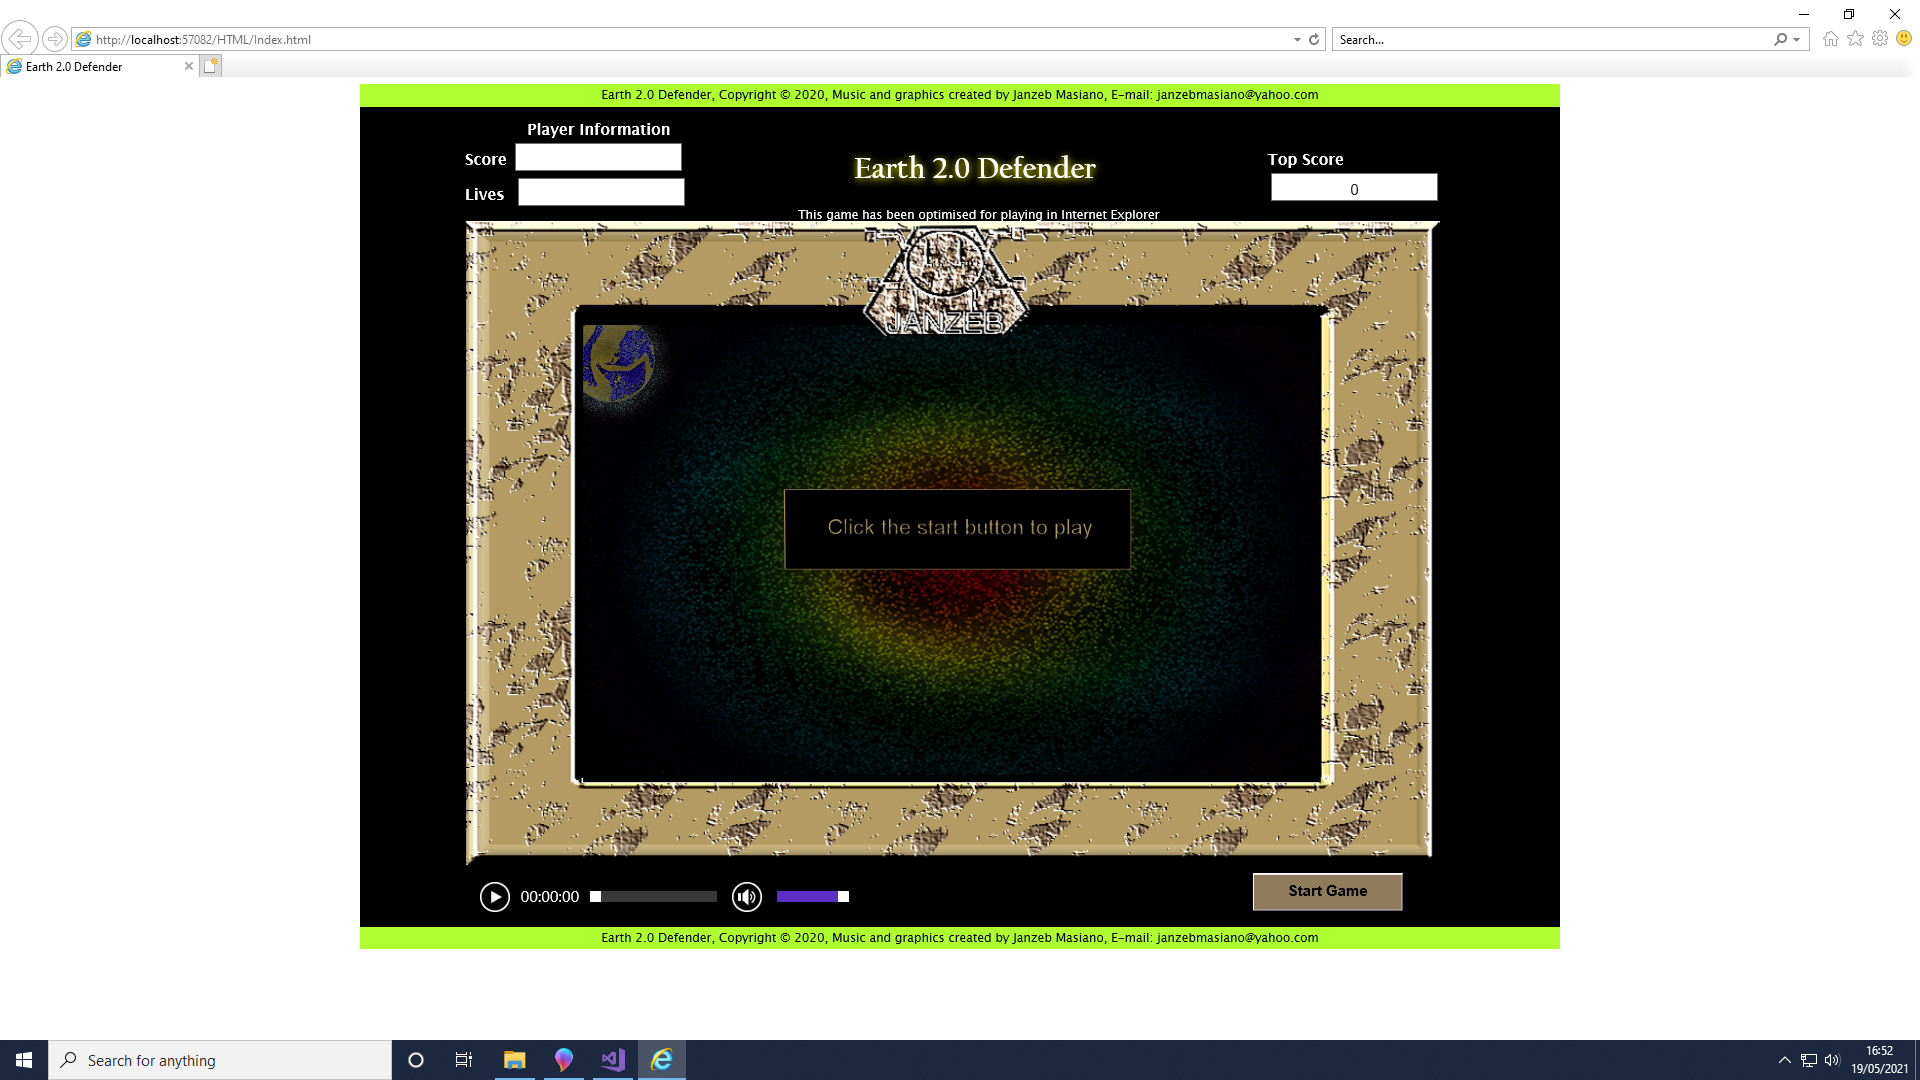 http://localhost:57082/HTML/Index.html
Search...
Earth 2.0 Defender
Earth 2.0 Defender, Copyright © 2020, Music and graphics created by Janzeb Masiano, E-mail: janzebmasiano@yahoo.com
Player Information
Score
Lives
Earth 2.0 Defender
Top Score
0
This game has been optimised for playing in Internet Explorer
JANZEB
Click the start button to play
00:00:00
Start Game
Earth 2.0 Defender, Copyright © 2020, Music and graphics created by Janzeb Masiano, E-mail: janzebmasiano@yahoo.com
Search for anything
16:52
19/05/2021